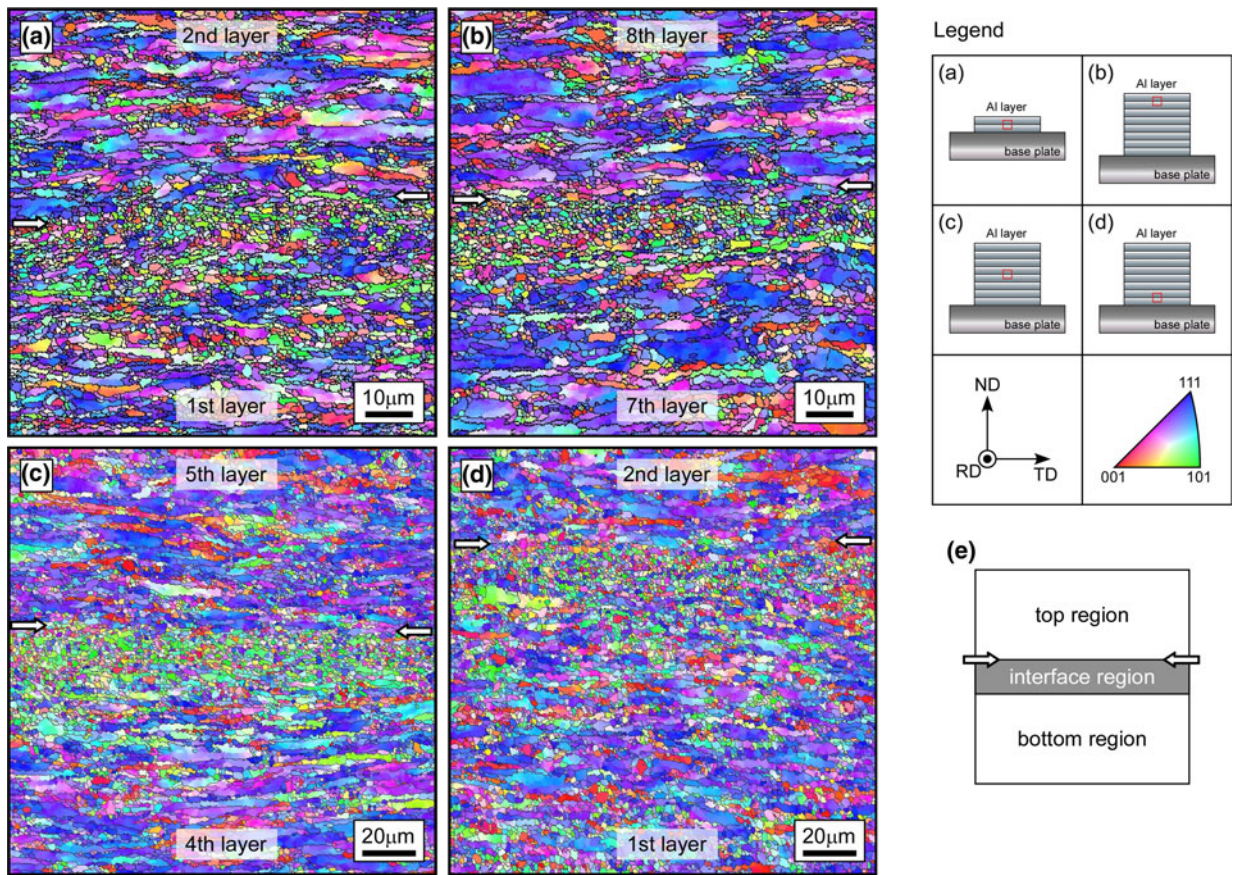 (a)
2nd layer
1st layer
10μm
(b)
8th layer
7th layer
10μm
(c)
5th layer
4th layer
20μm
(d)
2nd layer
1st layer
20μm
Legend
(a)
Al layer
base plate
(b)
Al layer
base plate
(c)
Al layer
base plate
(d)
Al layer
base plate
ND
RD
TD
111
001
101
(e)
top region
interface region
bottom region